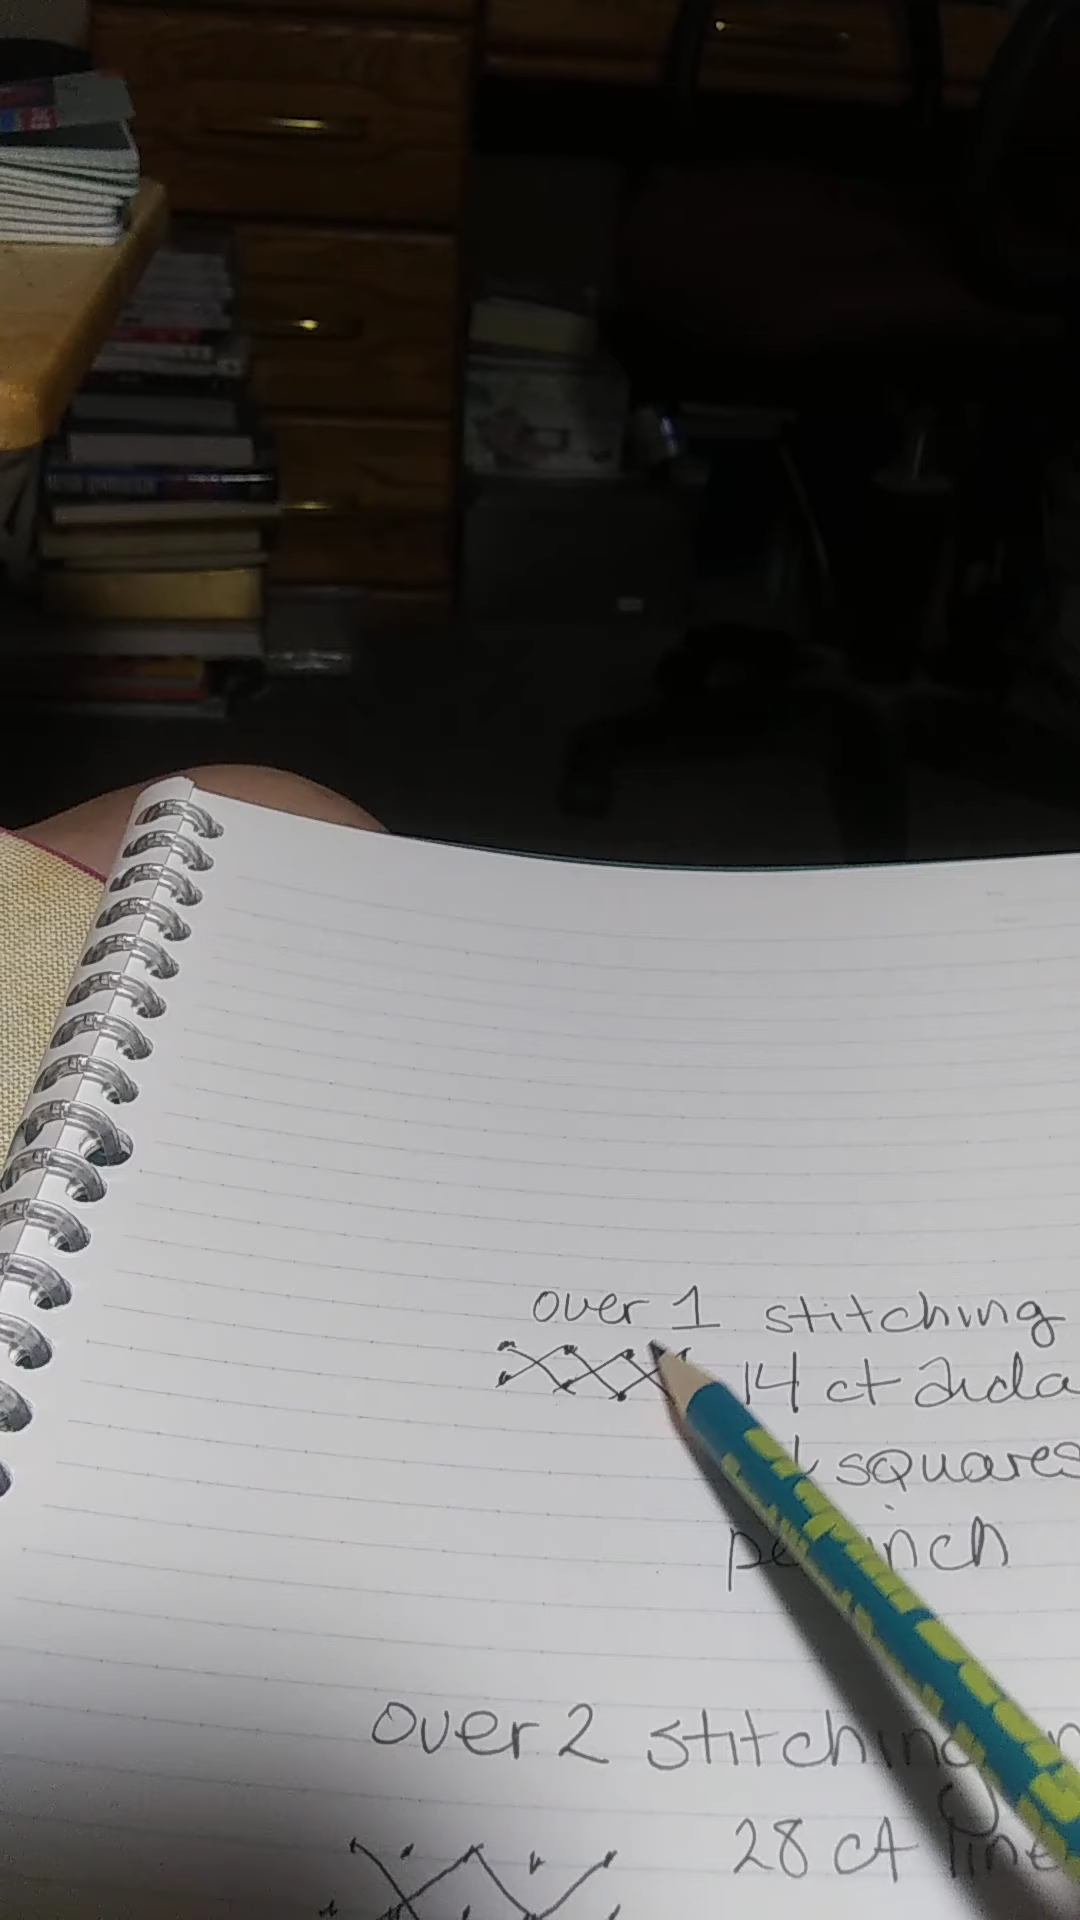 over 1 stitching
14 ct aida
squares
inch
over 2 stitching
28 ct